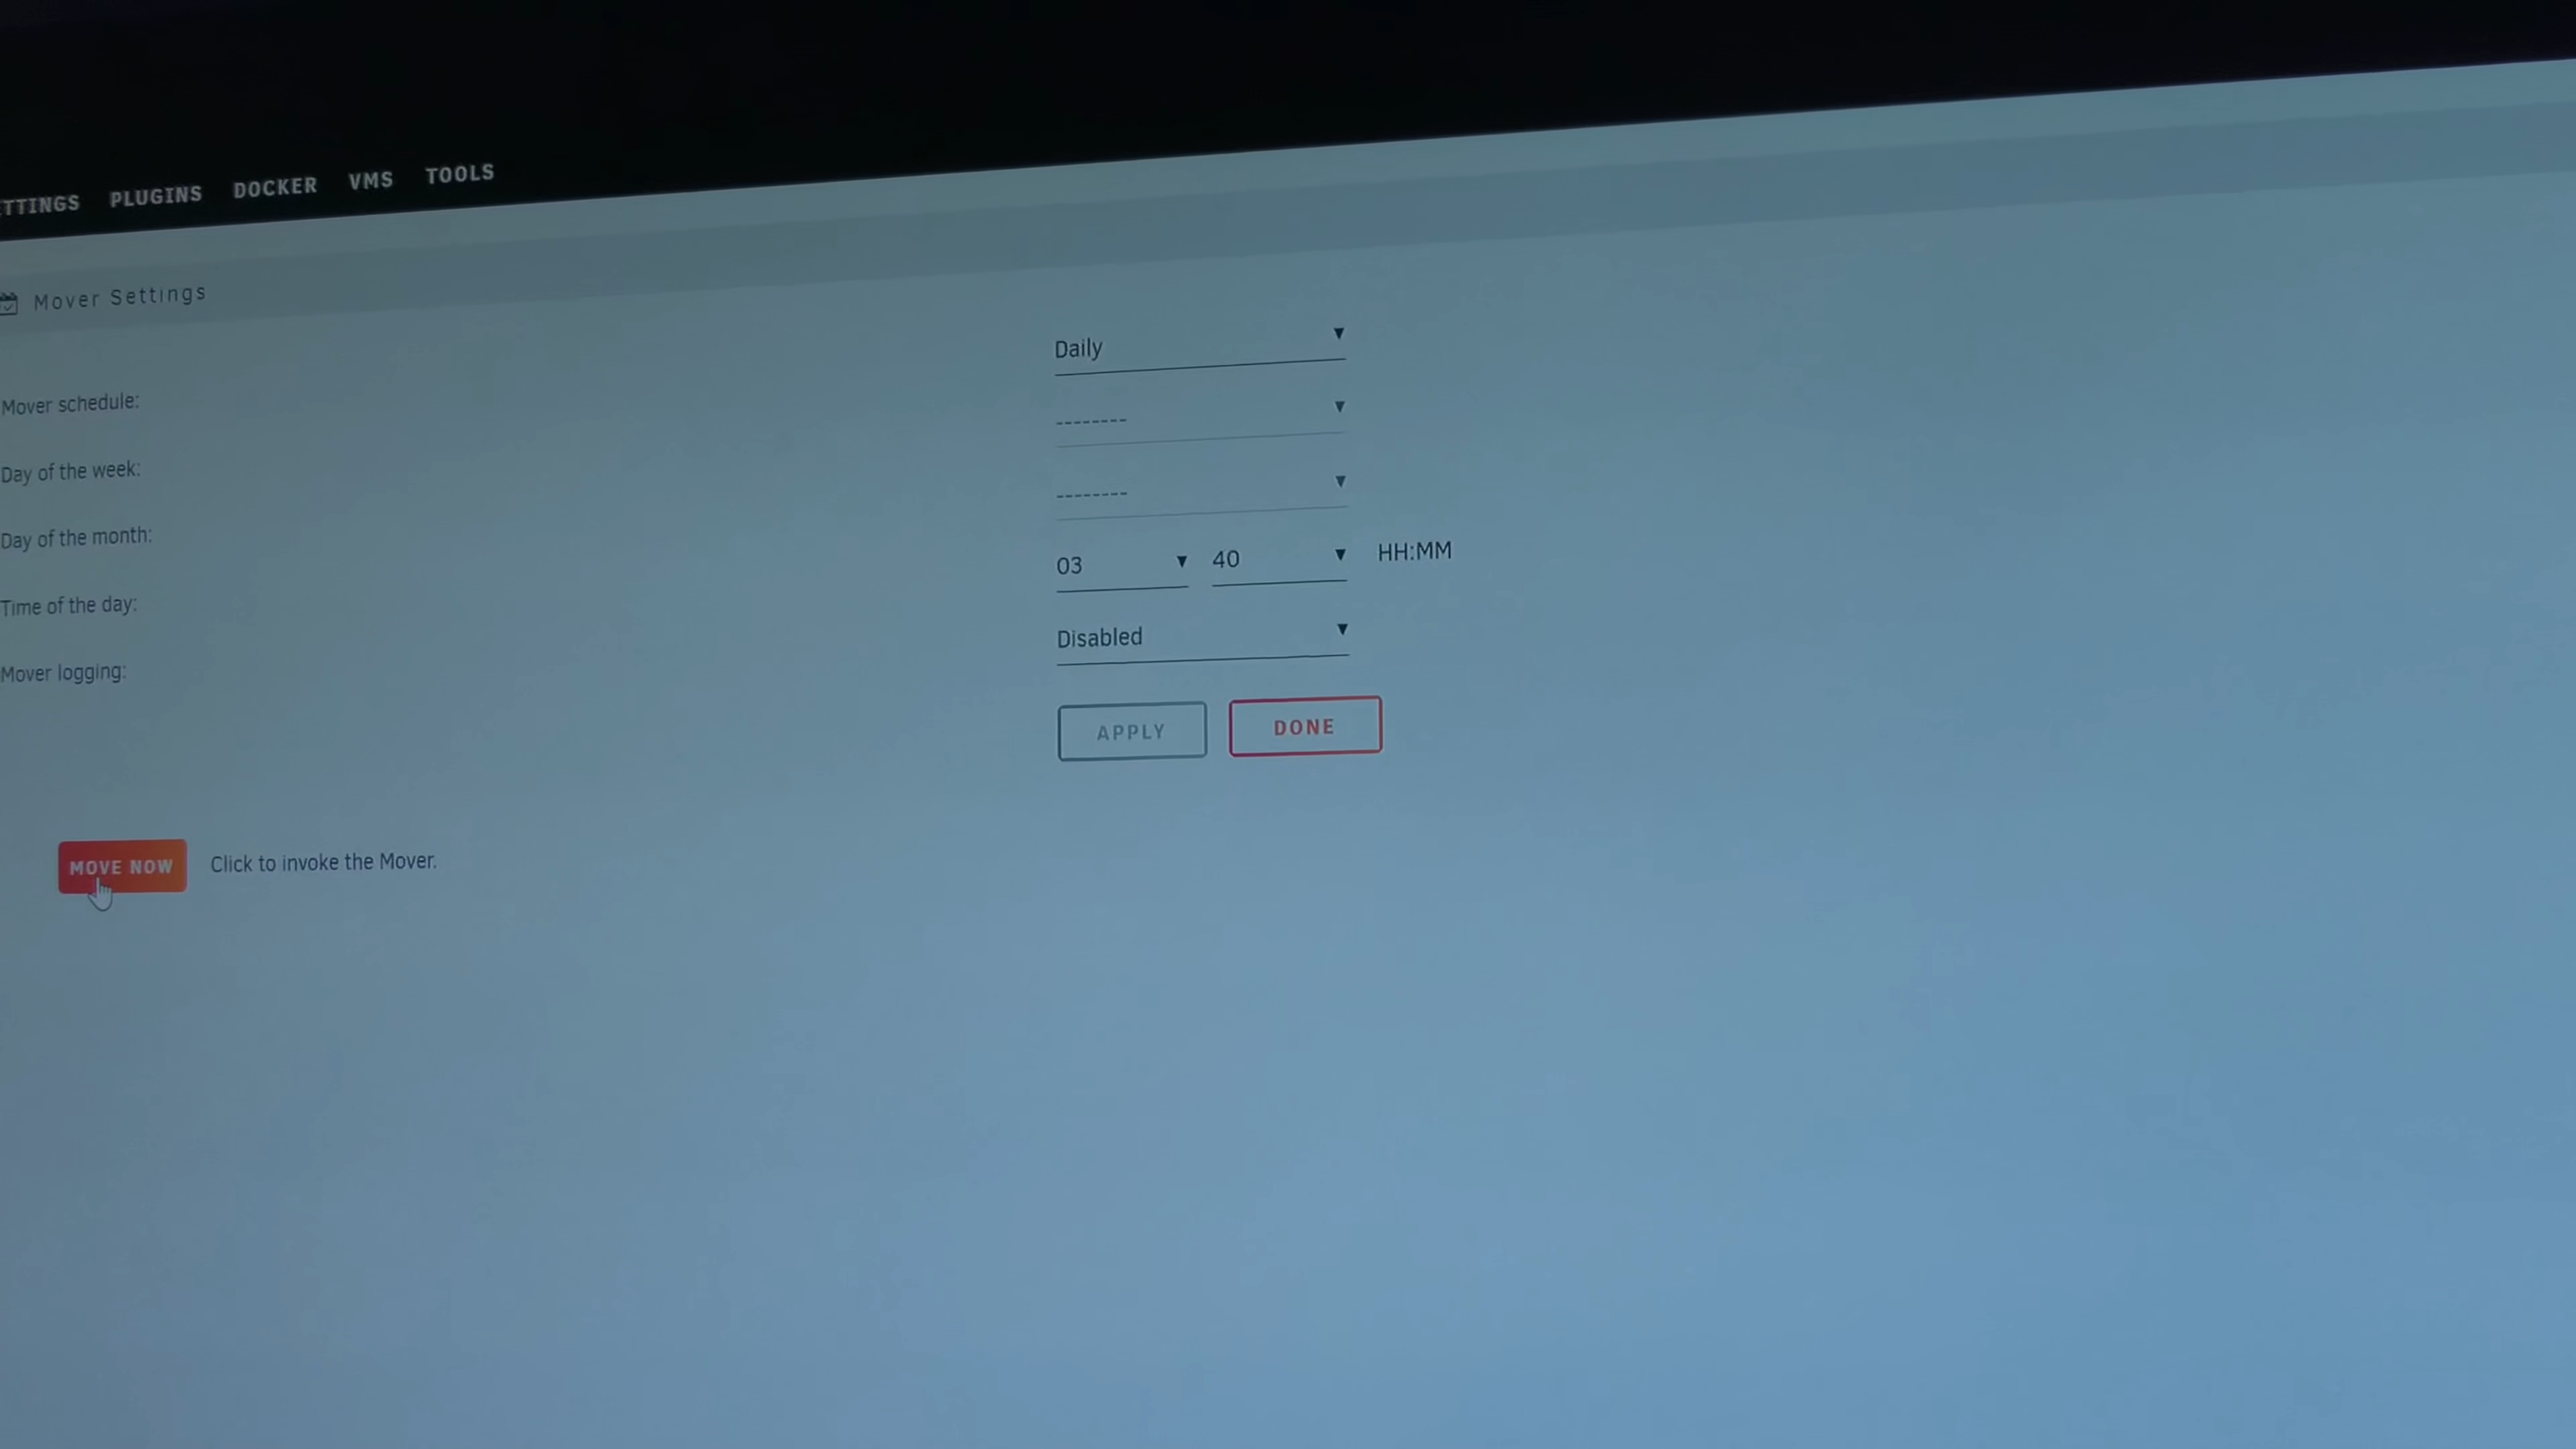 TTINGS PLUGINS DOCKER VMS TOOLS
Mover Settings
Mover schedule: Daily
Day of the week: --------
Day of the month: --------
Time of the day: 03 40 HH:MM
Mover logging: Disabled
APPLY DONE
MOVE NOW Click to invoke the Mover.